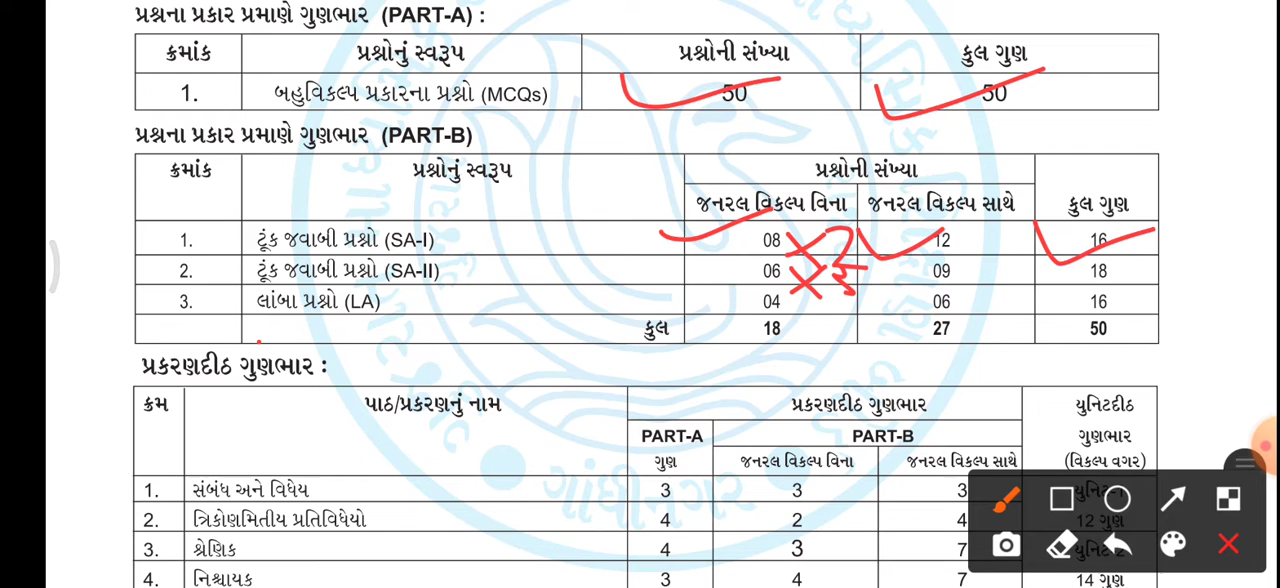 પ્રશ્નના પ્રકાર પ્રમાણે ગુણભાર (PART-A) :
ક્રમાંક પ્રશ્નોનું સ્વરૂપ પ્રશ્નોની સંખ્યા કુલ ગુણ
1. બહુવિકલ્પ પ્રકારના પ્રશ્નો (MCQs) 50 50
પ્રશ્નના પ્રકાર પ્રમાણે ગુણભાર (PART-B)
ક્રમાંક પ્રશ્નોનું સ્વરૂપ પ્રશ્નોની સંખ્યા
જનરલ વિકલ્પ વિના જનરલ વિકલ્પ સાથે કુલ ગુણ
1. ટૂંક જવાબી પ્રશ્નો (SA-I) 08 12 16
2. ટૂંક જવાબી પ્રશ્નો (SA-II) 06 09 18
3. લાંબા પ્રશ્નો (LA) 04 06 16
કુલ 18 27 50
પ્રકરણદીઠ ગુણભાર :
ક્રમ પાઠ/પ્રકરણનું નામ પ્રકરણદીઠ ગુણભાર યુનિટદીઠ
PART-A PART-B ગુણભાર
ગુણ જનરલ વિકલ્પ વિના જનરલ વિકલ્પ સાથે (વિકલ્પ વગર)
1. સંબંધ અને વિધેય 3 3 3 યુનિટ-1
2. ત્રિકોણમિતીય પ્રતિવિધેયો 4 2 4 12 ગુણ
3. શ્રેણિક 4 3 7
4. નિશ્ચાયક 3 4 7 14 ગુણ
ગાંધીનગર